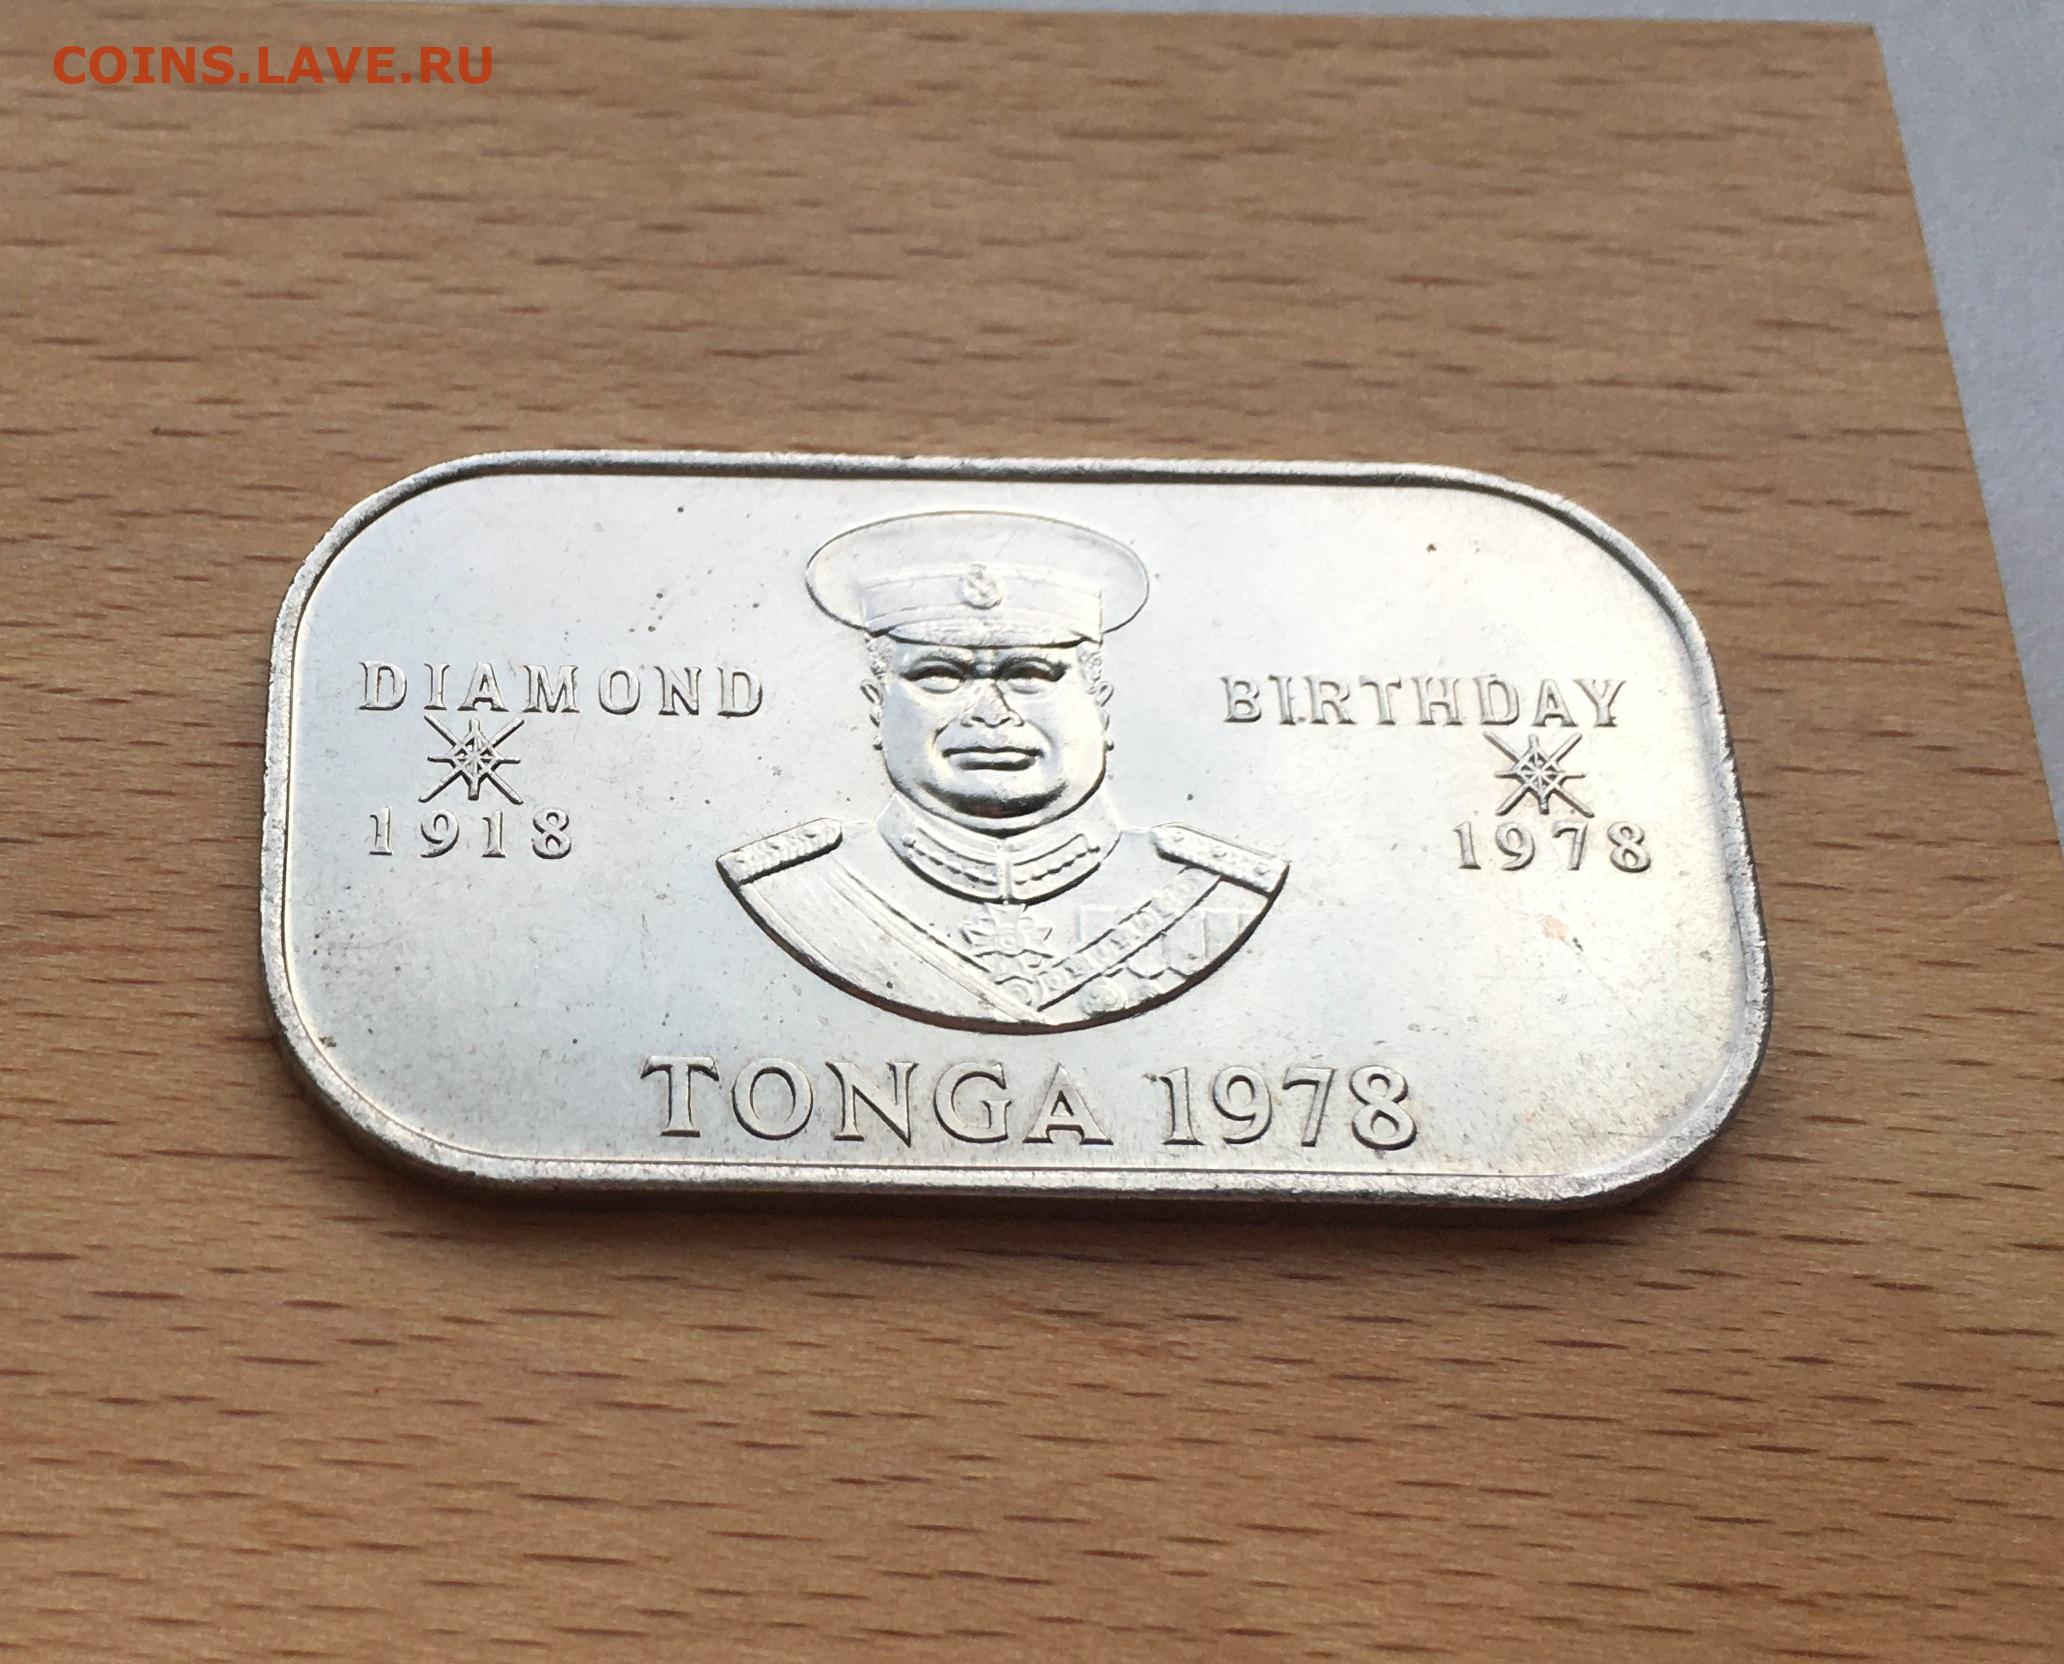 COINS.LAVE.RU
DIAMOND BIRTHDAY
1918 1978
TONGA 1978